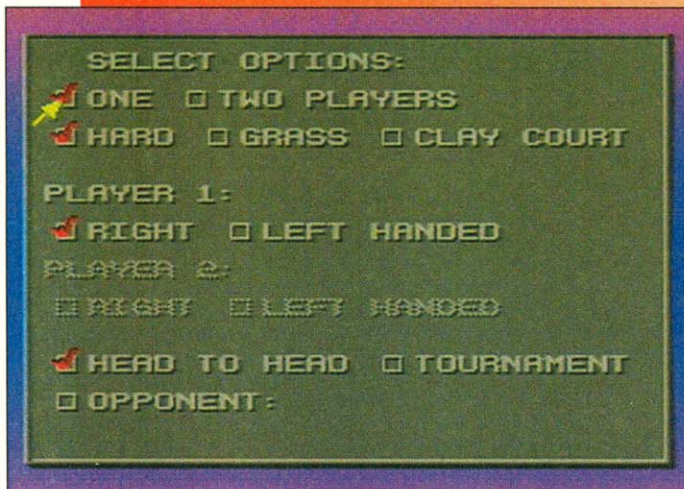 SELECT OPTIONS:
ONE TWO PLAYERS
HARD GRASS CLAY COURT
PLAYER 1:
RIGHT LEFT HANDED
PLAYER 2:
RIGHT LEFT HANDED
HEAD TO HEAD TOURNAMENT
OPPONENT: